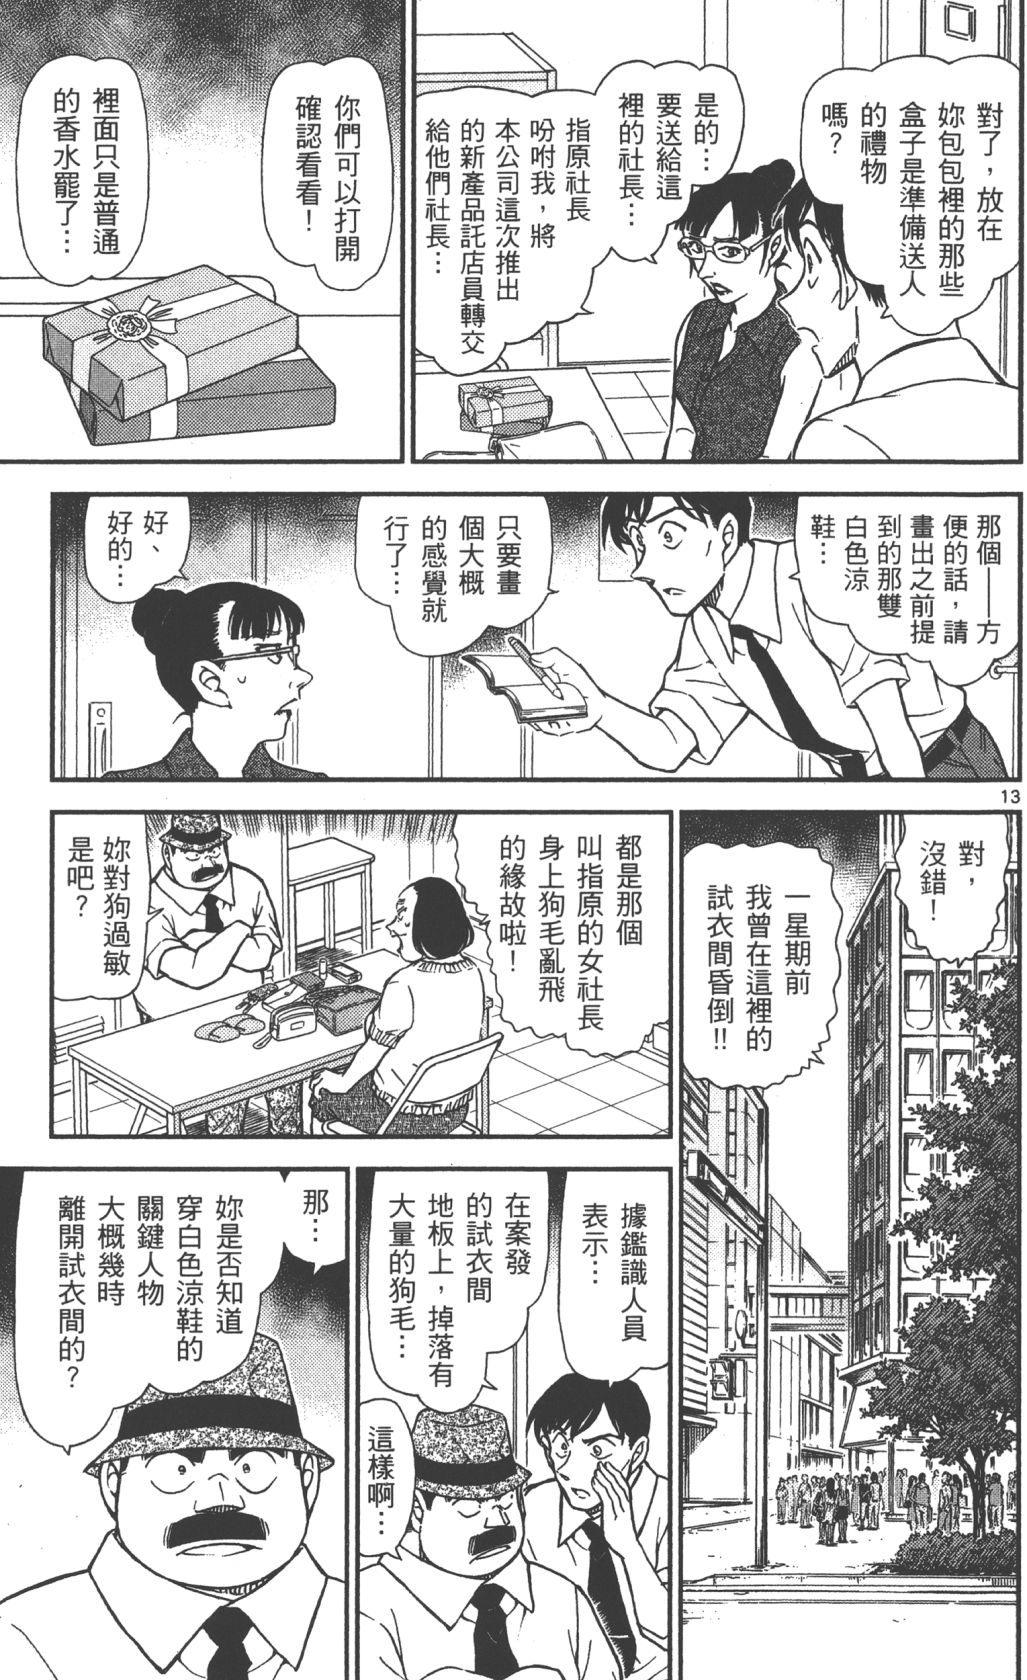 對了，放在
妳包包裡的那些
盒子是準備送人
的禮物
嗎？
是的…
要送給這
裡的社長…
指原社長
吩咐我，將
本公司這次推出
的新產品託店員轉交
給他們社長…
你們可以打開
確認看看！
裡面只是普通
的香水罷了…
那個——方
便的話，請
畫出之前提
到的那雙
白色涼
鞋…
只要畫
個大概
的感覺就
行了…
好、
好的…
13
對，
沒錯！
一星期前
我曾在這裡的
試衣間昏倒!!
都是那個
叫指原的女社長
身上狗毛亂飛
的緣故啦！
妳對狗過敏
是吧？
據鑑識人員
表示…
在案發
的試衣間
地板上，掉落有
大量的狗毛…
這樣啊…
那…
妳是否知道
穿白色涼鞋的
關鍵人物
大概幾時
離開試衣間的？